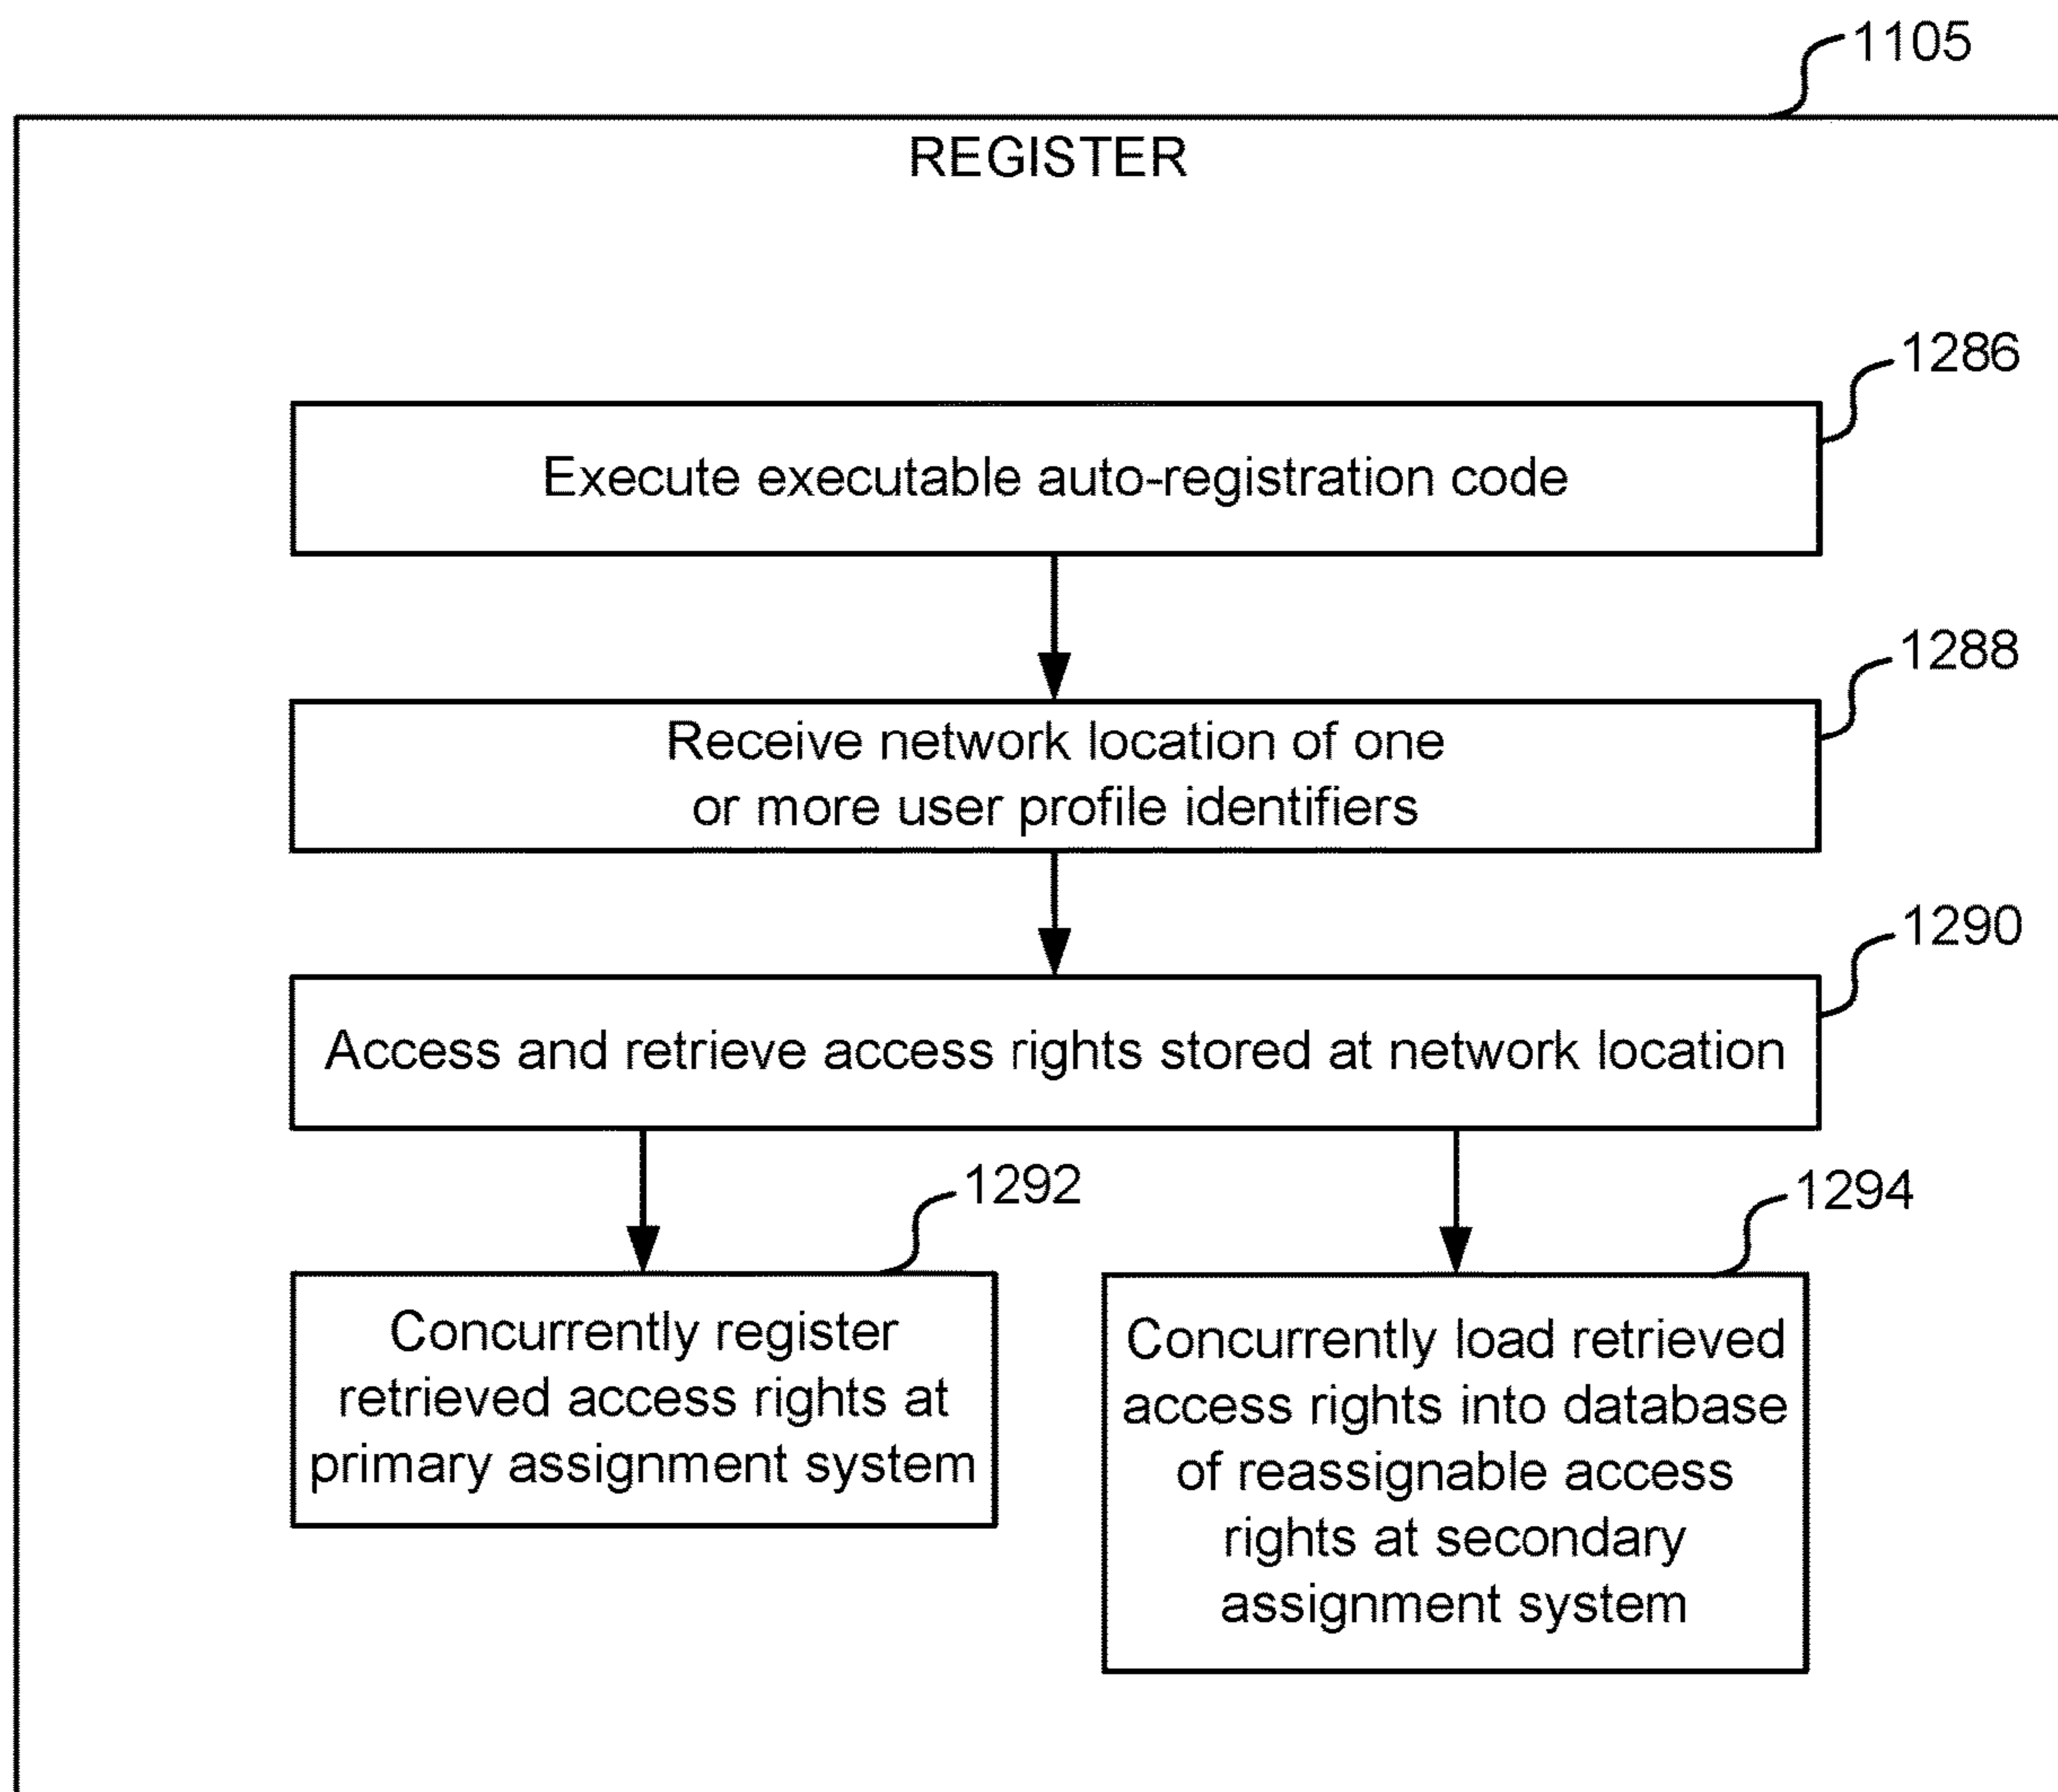 1105
REGISTER
1286
Execute executable auto-registration code
1288
Receive network location of one
or more user profile identifiers
1290
Access and retrieve access rights stored at network location
1292
Concurrently register
retrieved access rights at
primary assignment system
1294
Concurrently load retrieved
access rights into database
of reassignable access
rights at secondary
assignment system